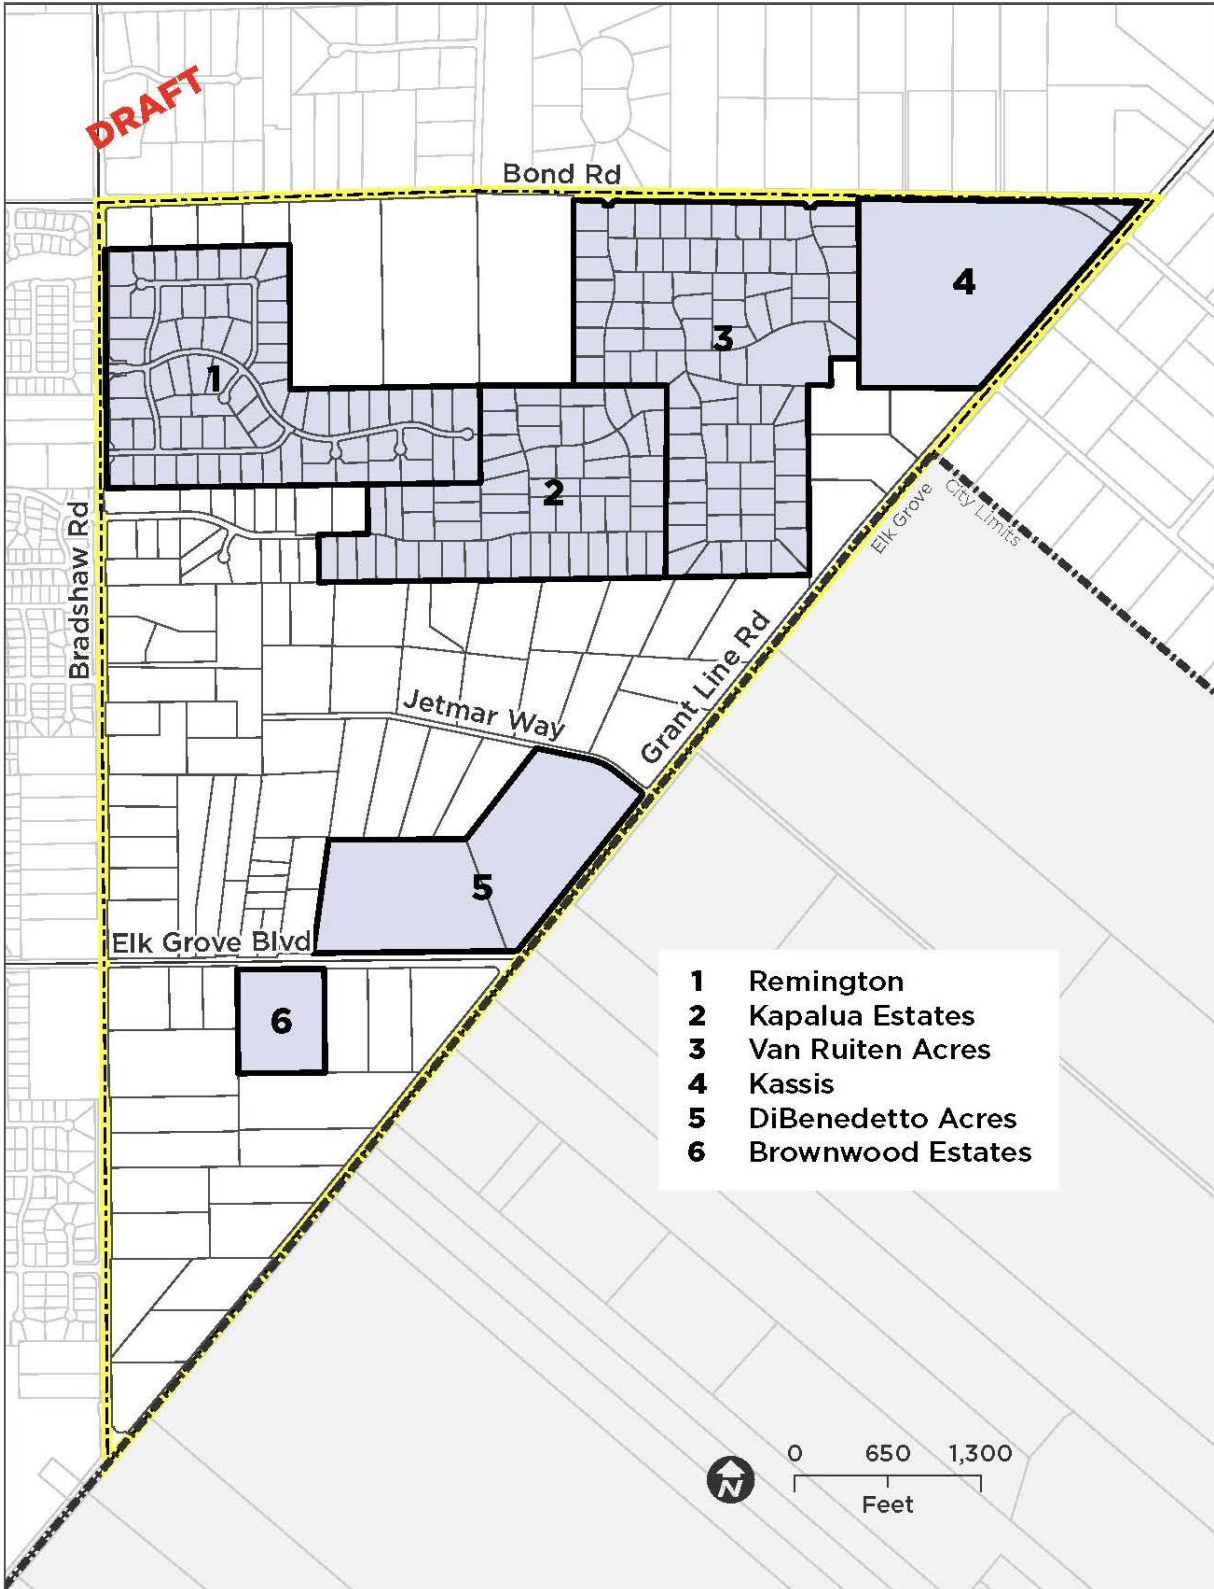 DRAFT
Bond Rd
1
2
3
4
Bradshaw Rd
Elk Grove
City Limits
Grant Line Rd
Jetmar Way
5
Elk Grove Blvd
6
1 Remington
2 Kapalua Estates
3 Van Ruiten Acres
4 Kassis
5 DiBenedetto Acres
6 Brownwood Estates
N
0 650 1,300
Feet